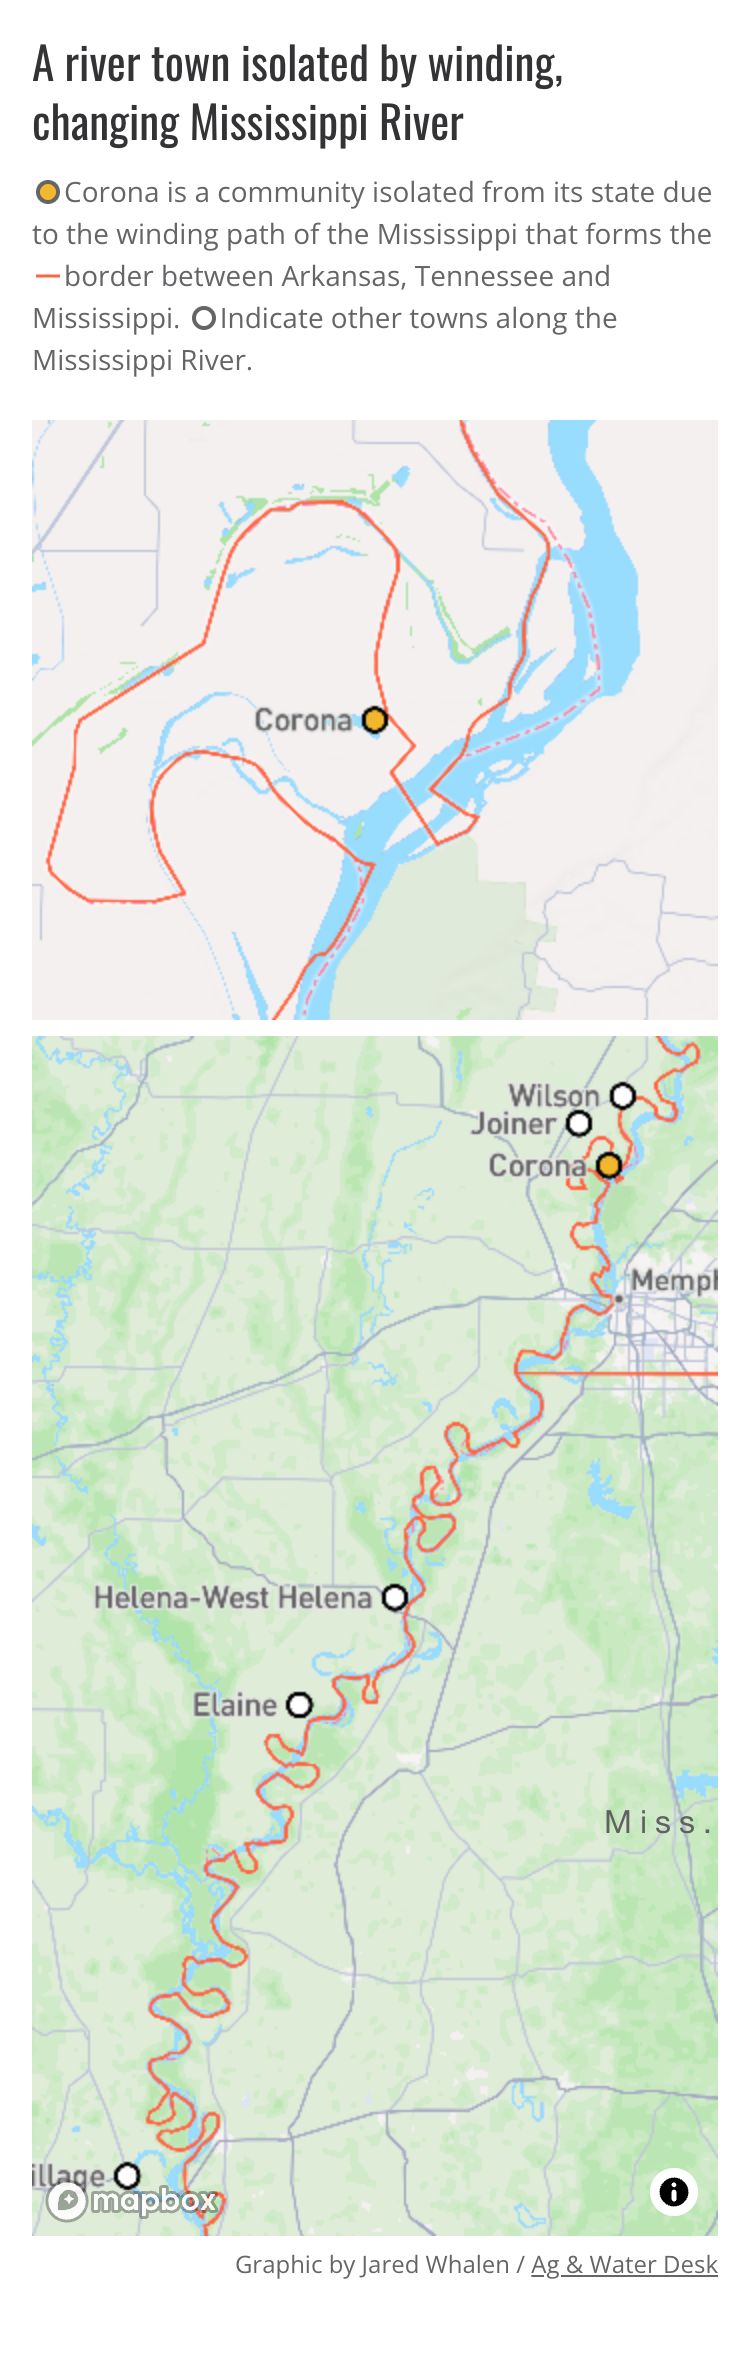 A river town isolated by winding,
changing Mississippi River
Corona is a community isolated from its state due
to the winding path of the Mississippi that forms the
border between Arkansas, Tennessee and
Mississippi. Indicate other towns along the
Mississippi River.
Corona
Wilson
Joiner
Corona
Memph
Helena-West Helena
Elaine
Miss.
illage
mapbox
Graphic by Jared Whalen / Ag & Water Desk